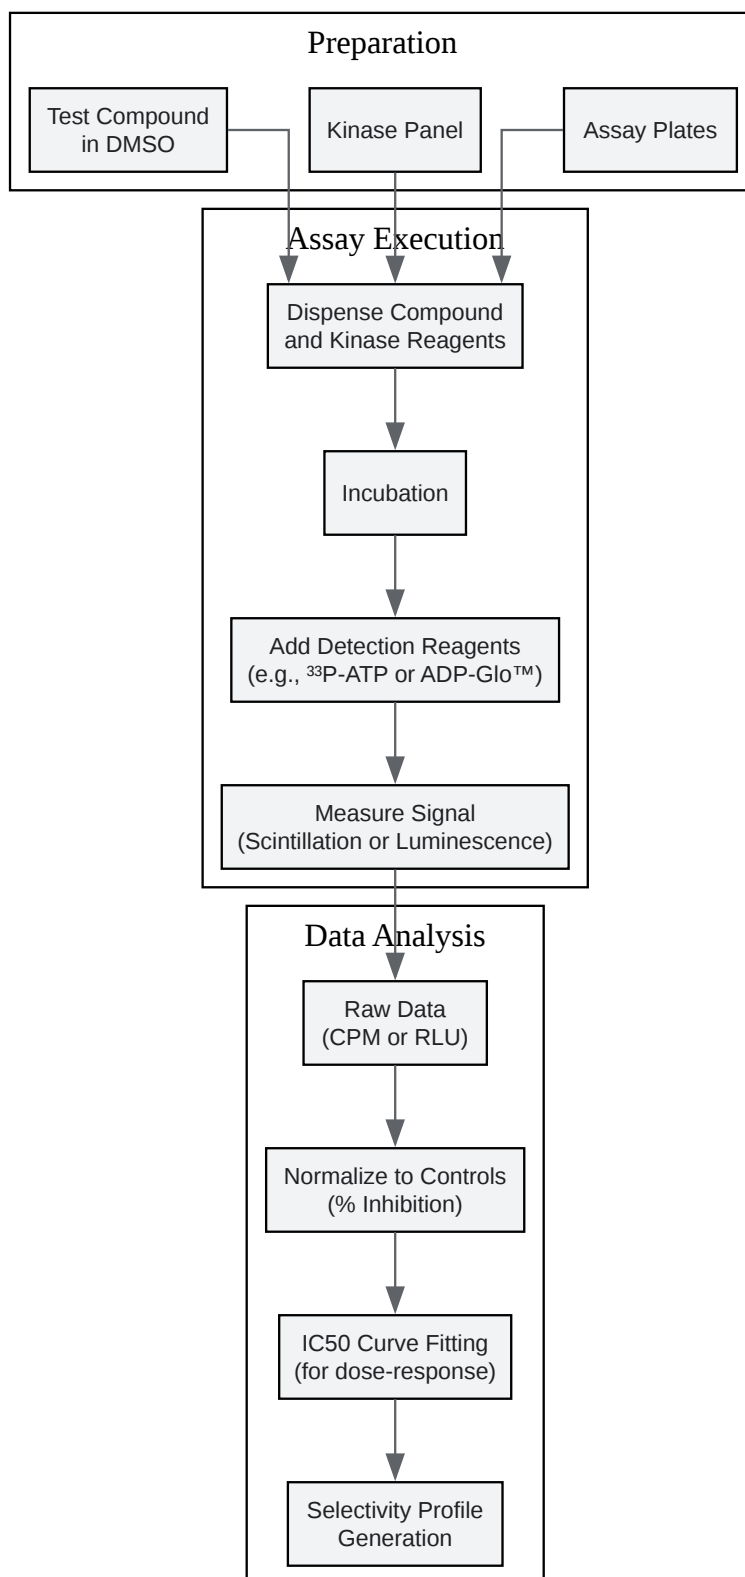 Preparation
Test Compound
in DMSO
Kinase Panel
Assay Plates
Assay Execution
Dispense Compound
and Kinase Reagents
Incubation
Add Detection Reagents
(e.g., ³³P-ATP or ADP-Glo™)
Measure Signal
(Scintillation or Luminescence)
Data Analysis
Raw Data
(CPM or RLU)
Normalize to Controls
(% Inhibition)
IC50 Curve Fitting
(for dose-response)
Selectivity Profile
Generation